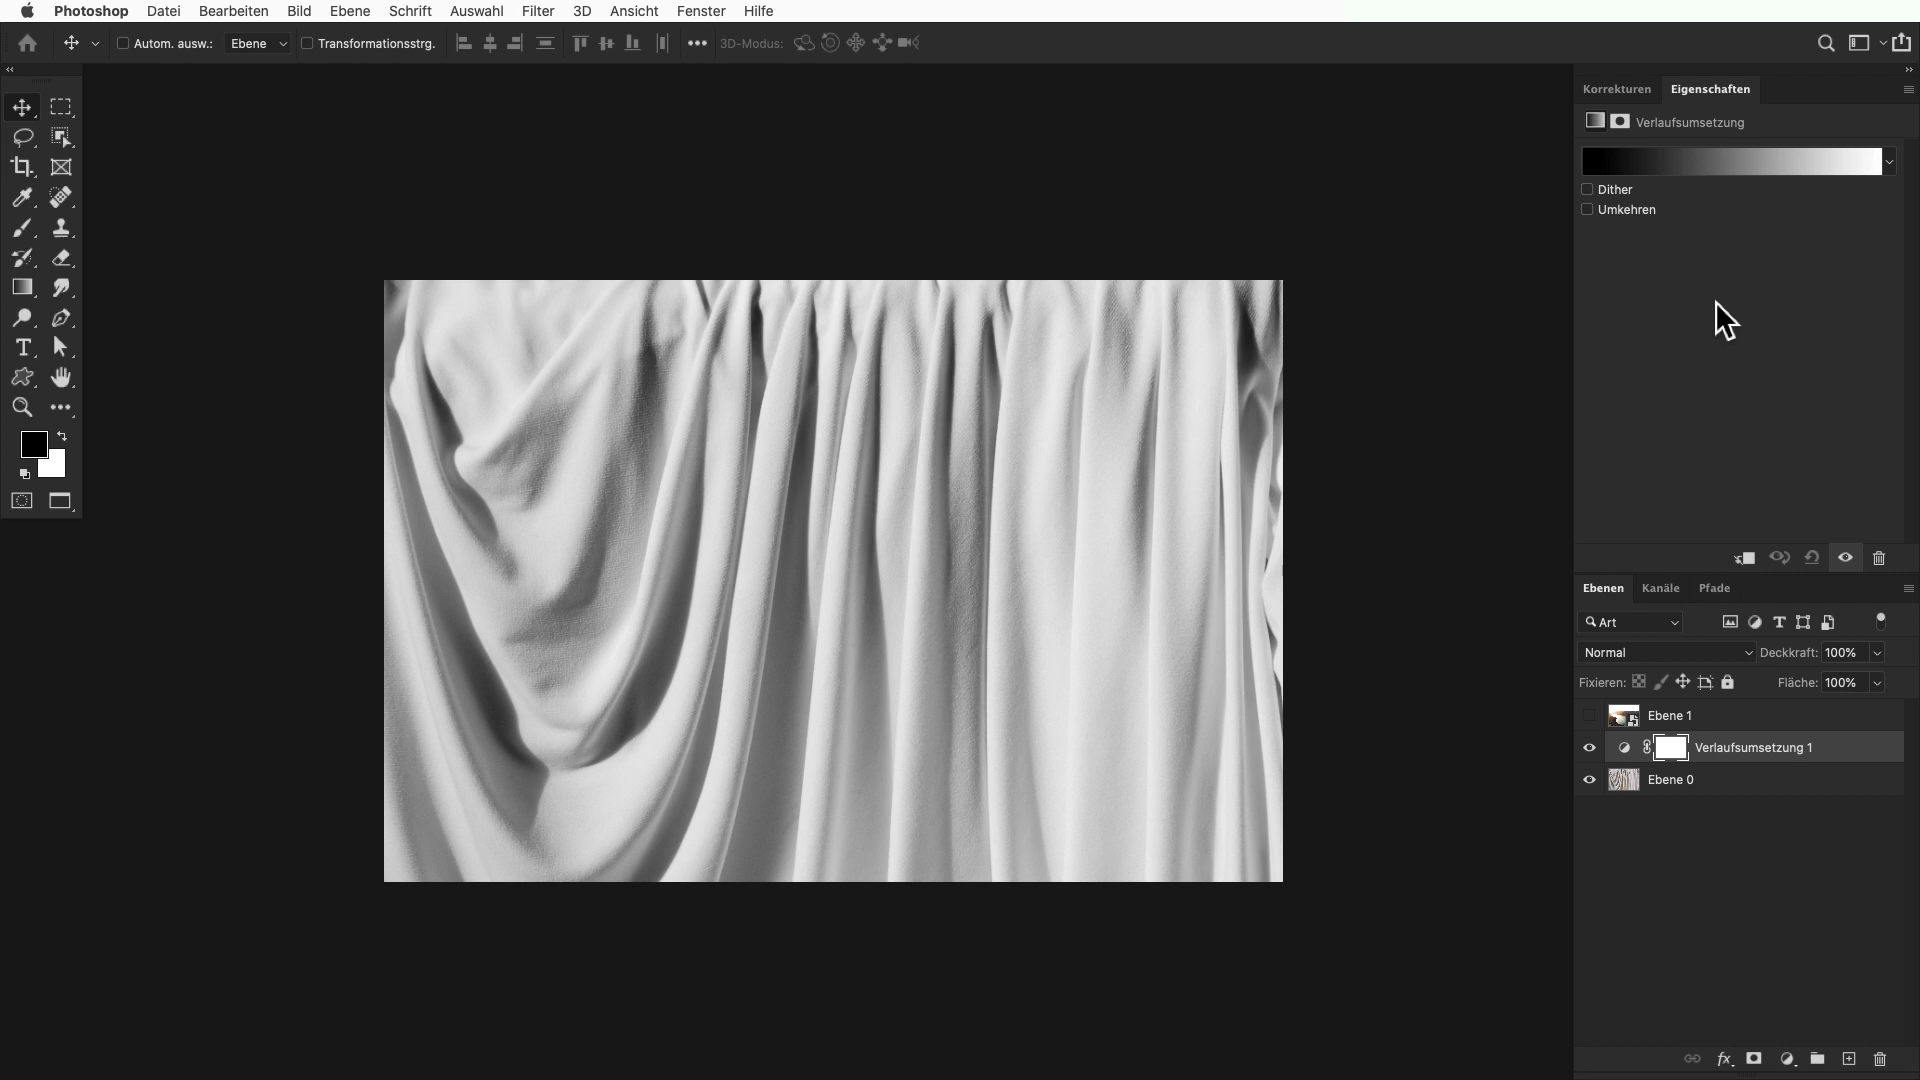 Photoshop Datei Bearbeiten Bild Ebene Schrift Auswahl Filter 3D Ansicht Fenster Hilfe
Autom. ausw.: Ebene Transformationsstrg. 3D-Modus:
Korrekturen Eigenschaften
Verlaufsumsetzung
Dither
Umkehren
Ebenen Kanäle Pfade
Art
Normal Deckkraft: 100%
Fixieren: Fläche: 100%
Ebene 1
Verlaufsumsetzung 1
Ebene 0
fx